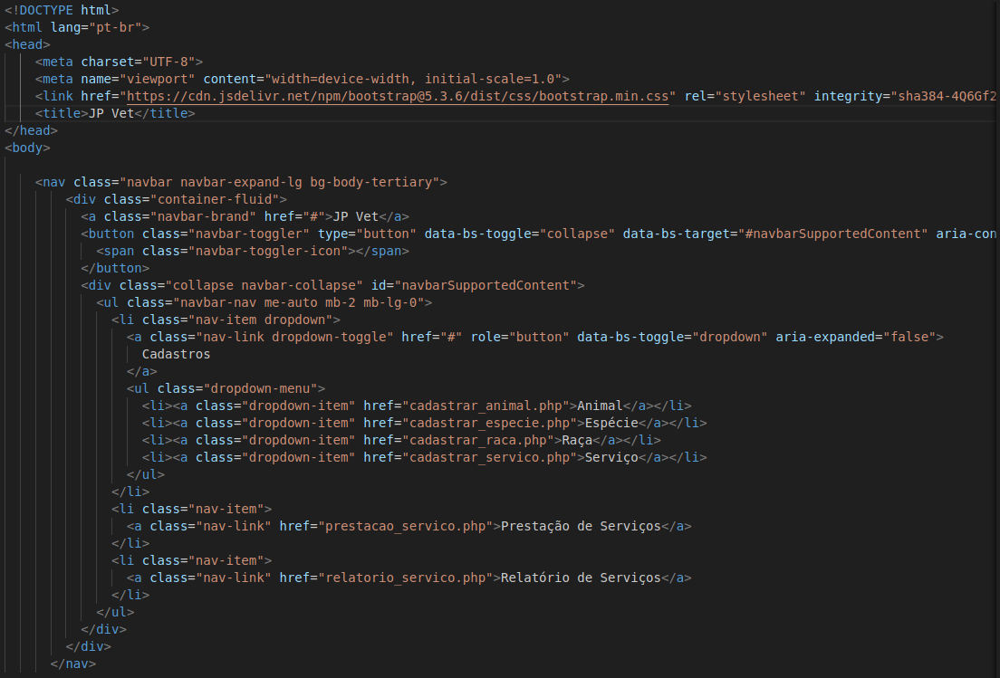 <!DOCTYPE html>
<html lang="pt-br">
<head>
    <meta charset="UTF-8">
    <meta name="viewport" content="width=device-width, initial-scale=1.0">
    <link href="https://cdn.jsdelivr.net/npm/bootstrap@5.3.6/dist/css/bootstrap.min.css" rel="stylesheet" integrity="sha384-4Q6Gf2
    <title>JP Vet</title>
</head>
<body>
    <nav class="navbar navbar-expand-lg bg-body-tertiary">
        <div class="container-fluid">
          <a class="navbar-brand" href="#">JP Vet</a>
          <button class="navbar-toggler" type="button" data-bs-toggle="collapse" data-bs-target="#navbarSupportedContent" aria-con
            <span class="navbar-toggler-icon"></span>
          </button>
          <div class="collapse navbar-collapse" id="navbarSupportedContent">
            <ul class="navbar-nav me-auto mb-2 mb-lg-0">
              <li class="nav-item dropdown">
                <a class="nav-link dropdown-toggle" href="#" role="button" data-bs-toggle="dropdown" aria-expanded="false">
                  Cadastros
                </a>
                <ul class="dropdown-menu">
                  <li><a class="dropdown-item" href="cadastrar_animal.php">Animal</a></li>
                  <li><a class="dropdown-item" href="cadastrar_especie.php">Espécie</a></li>
                  <li><a class="dropdown-item" href="cadastrar_raca.php">Raça</a></li>
                  <li><a class="dropdown-item" href="cadastrar_servico.php">Serviço</a></li>
                </ul>
              </li>
              <li class="nav-item">
                <a class="nav-link" href="prestacao_servico.php">Prestação de Serviços</a>
              </li>
              <li class="nav-item">
                <a class="nav-link" href="relatorio_servico.php">Relatório de Serviços</a>
              </li>
            </ul>
          </div>
        </div>
      </nav>